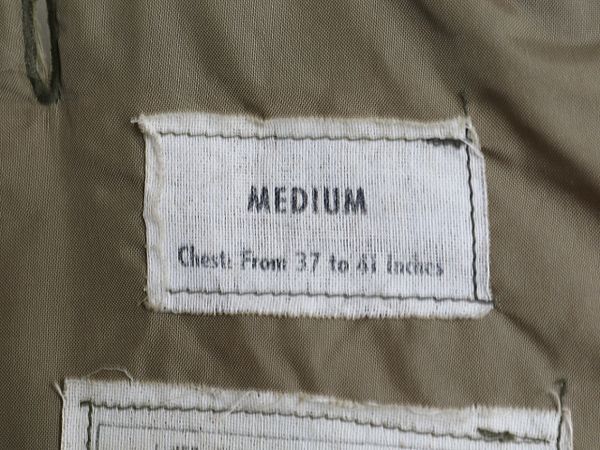 MEDIUM
Chest: From 37 to 41 inches